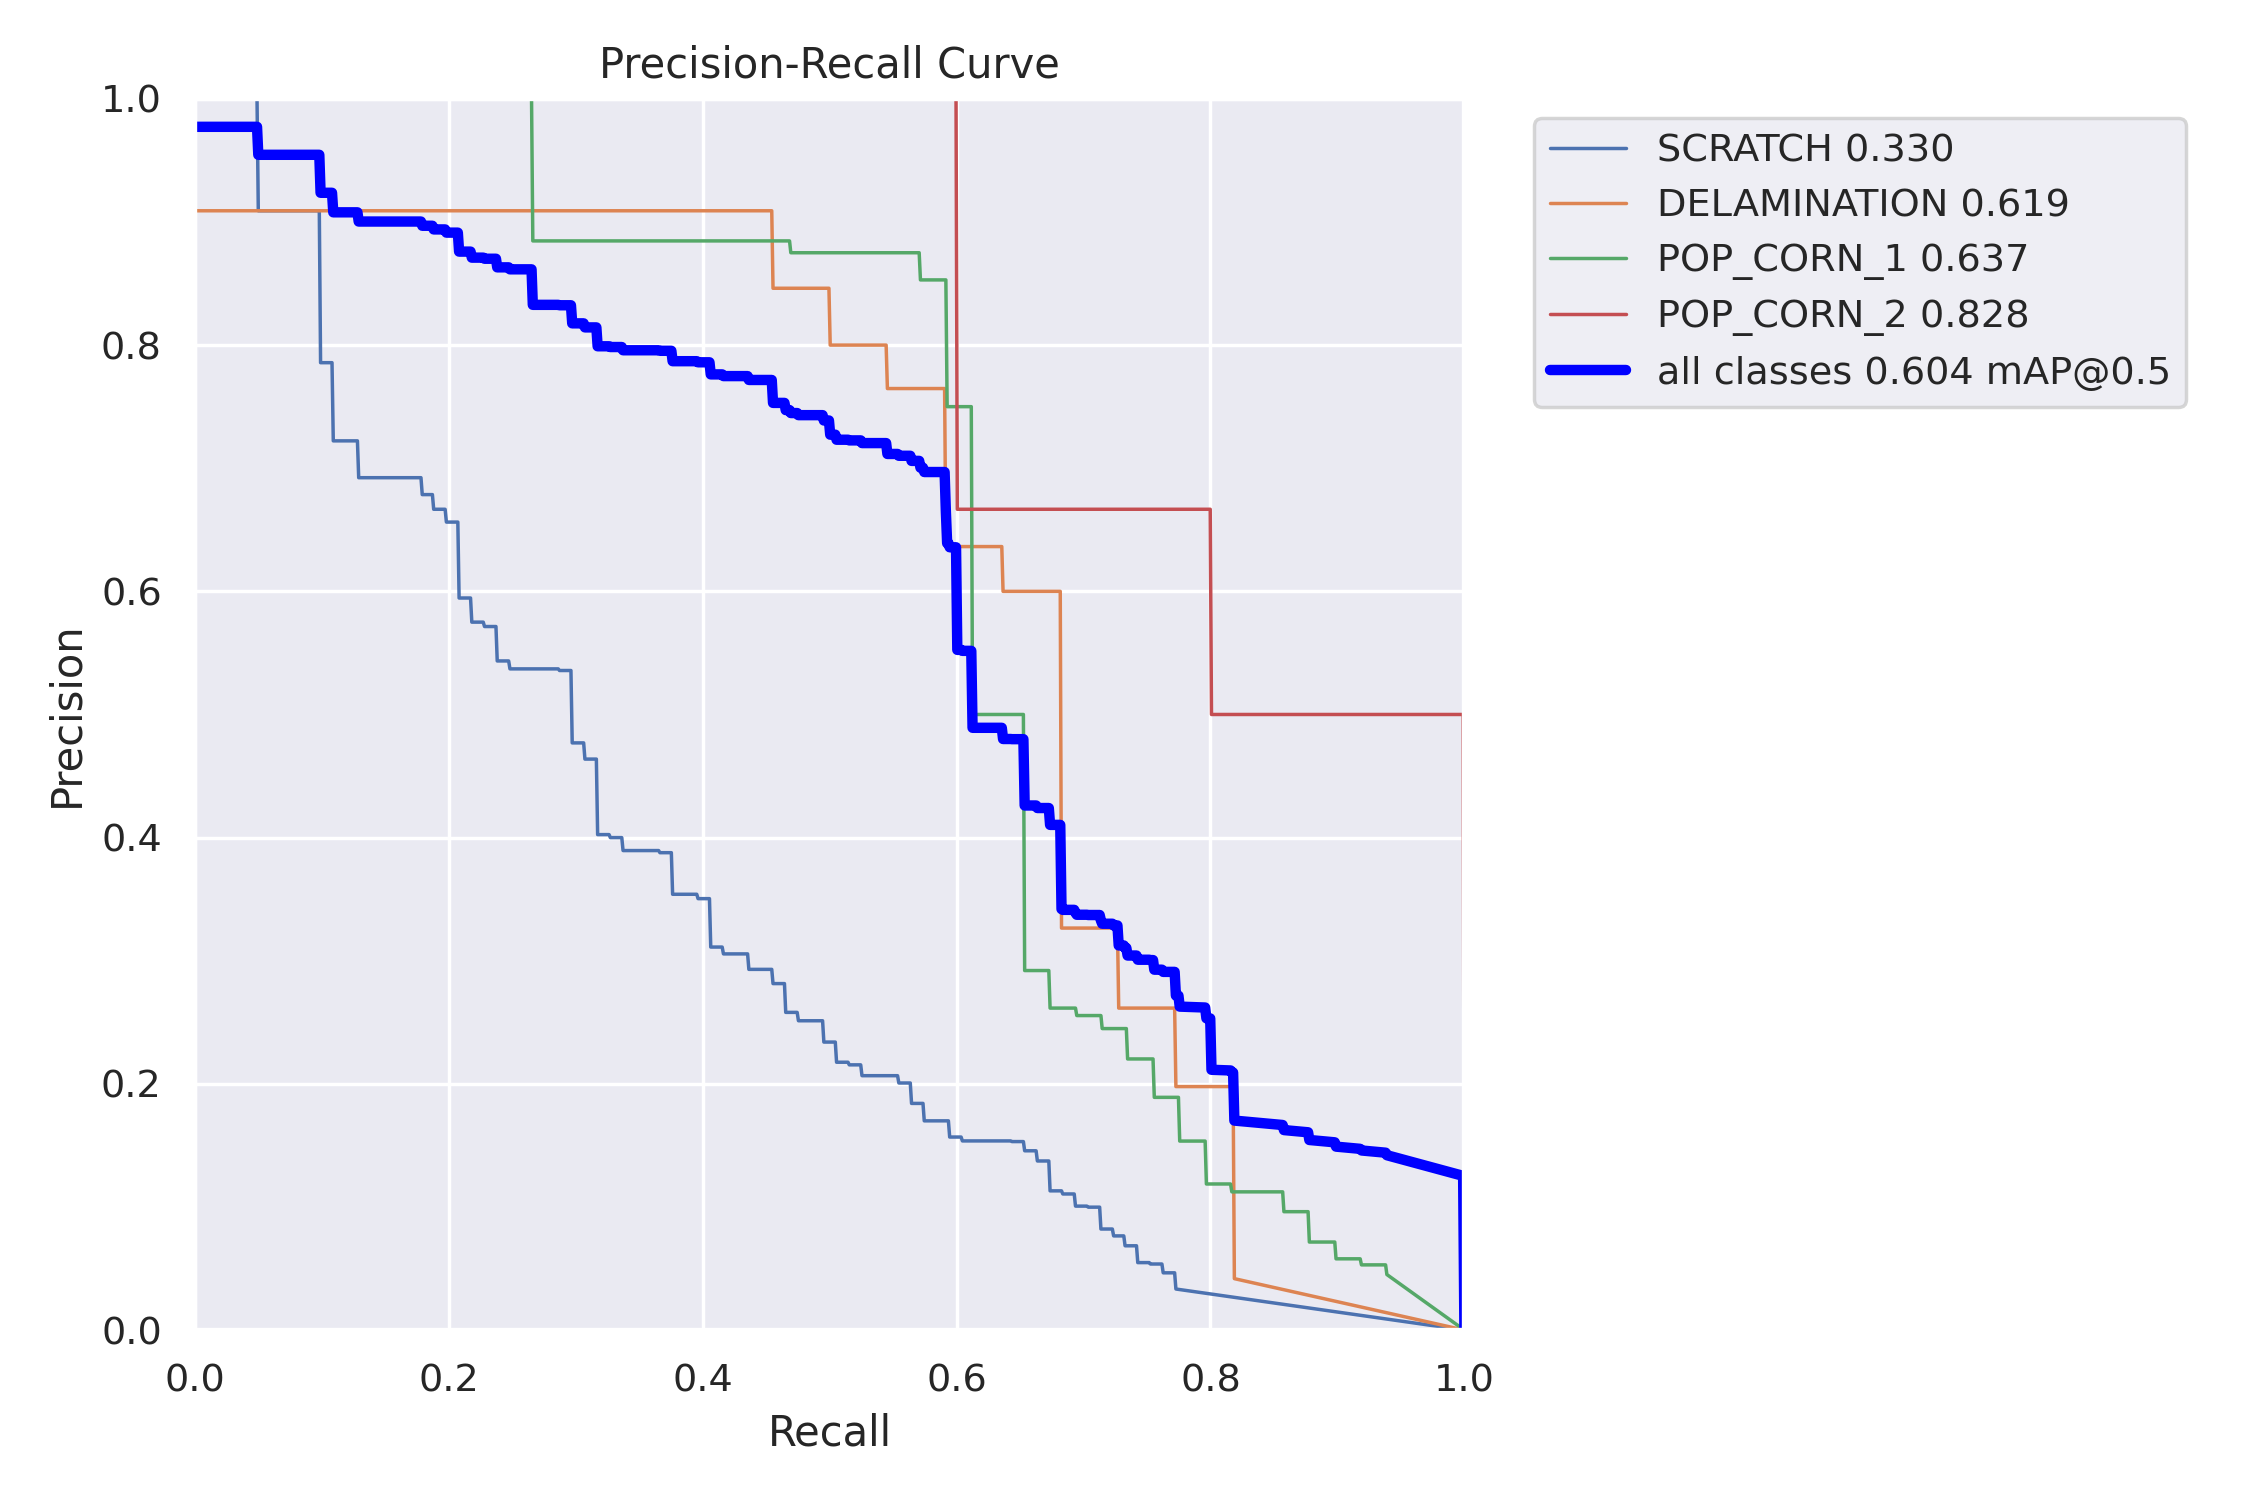 Precision-Recall Curve
1.0
0.8
0.6
0.4
0.2
0.0
Precision
0.0 0.2 0.4 0.6 0.8 1.0
Recall
SCRATCH 0.330
DELAMINATION 0.619
POP_CORN_1 0.637
POP_CORN_2 0.828
all classes 0.604 mAP@0.5